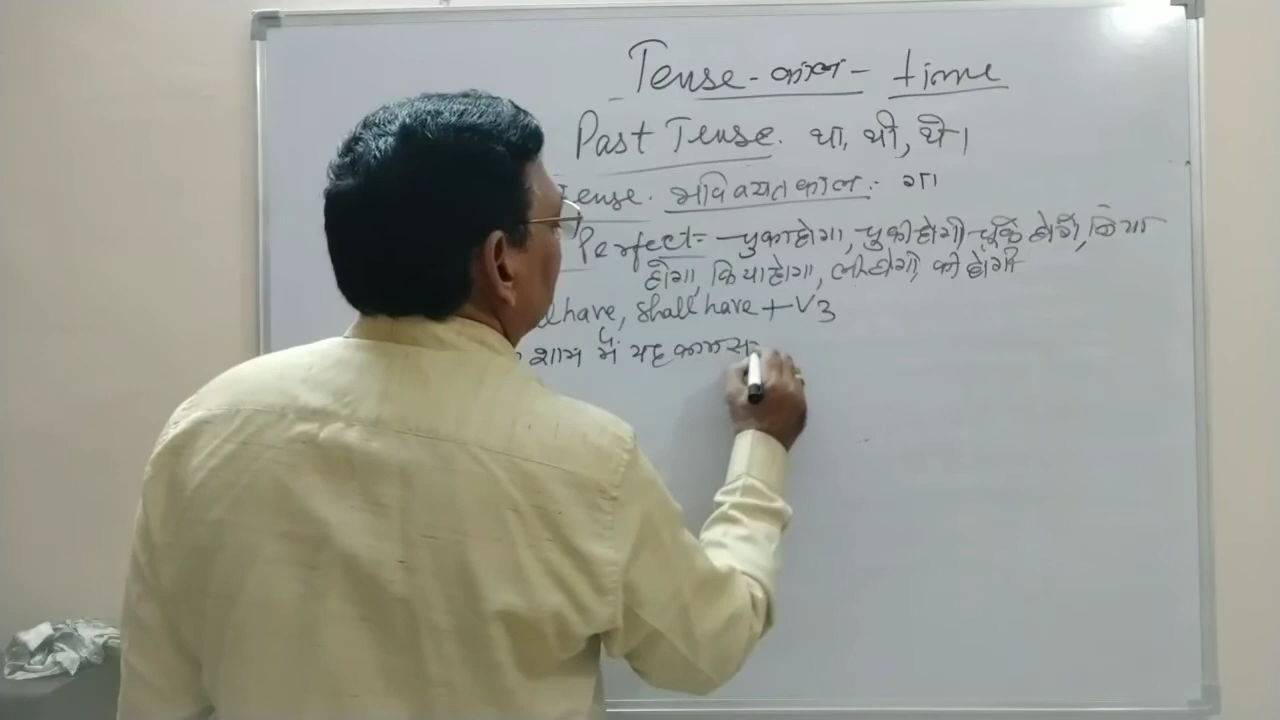 Tense - काल - time
Past Tense. था, थी, थे।
Tense. भविष्यत काल. गा
Perfect = चुका होगा, चुकी होगी, चुके होंगे, किया
होगा, किया होगा, ली होगी, की होगी
have, shall have + V3
शाम में यह काम